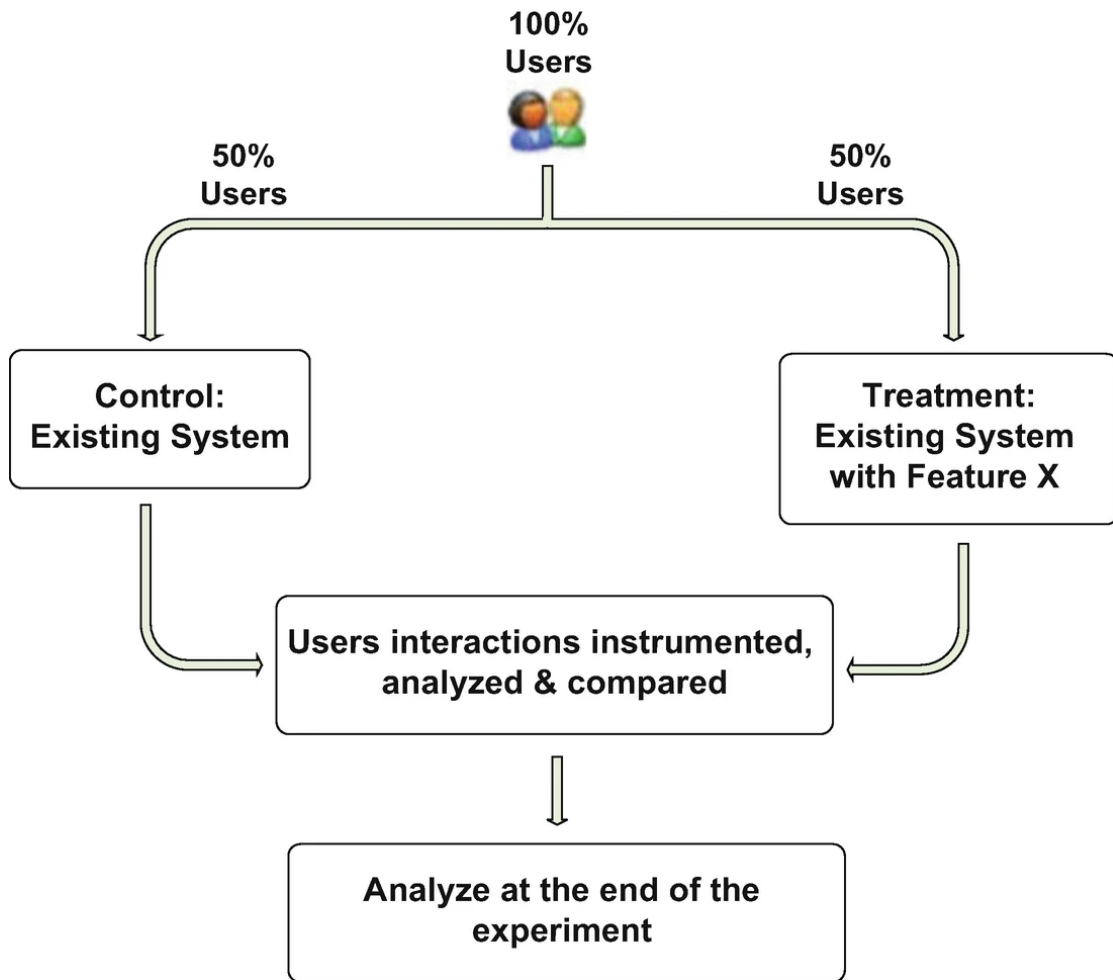 100%
Users
50%
Users
50%
Users
Control:
Existing System
Treatment:
Existing System
with Feature X
Users interactions instrumented,
analyzed & compared
Analyze at the end of the
experiment